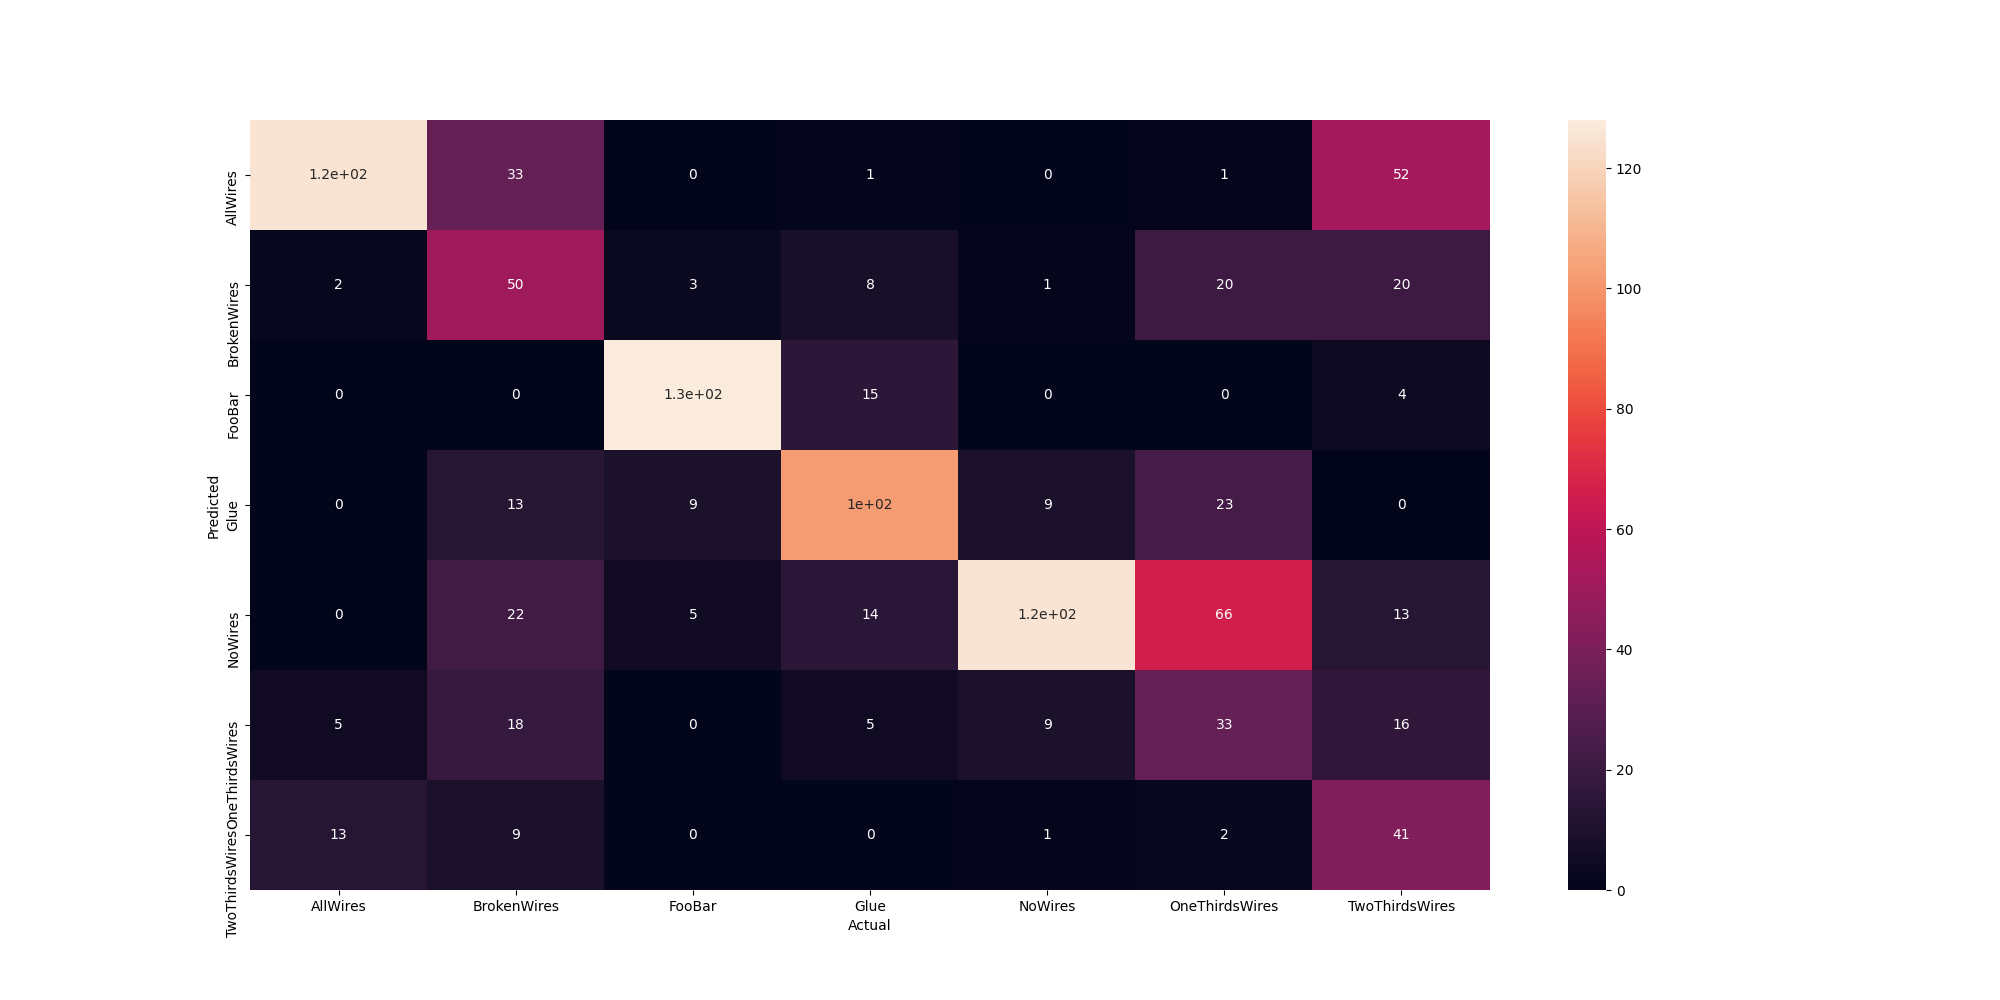 AllWires 1.2e+02 33 0 1 0 1 52
BrokenWires 2 50 3 8 1 20 20
FooBar 0 0 1.3e+02 15 0 0 4
Predicted
Glue 0 13 9 1e+02 9 23 0
NoWires 0 22 5 14 1.2e+02 66 13
OneThirdsWires 5 18 0 5 9 33 16
TwoThirdsWires 13 9 0 0 1 2 41
AllWires BrokenWires FooBar Glue NoWires OneThirdsWires TwoThirdsWires
Actual
120
100
80
60
40
20
0